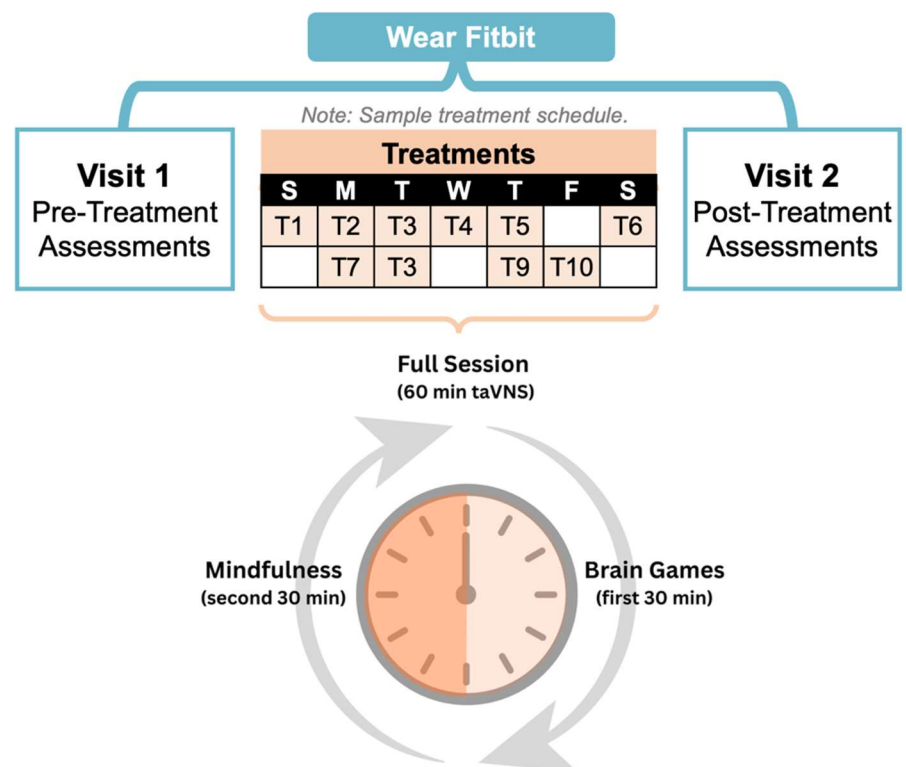 Wear Fitbit
Note: Sample treatment schedule.
Visit 1
Pre-Treatment
Assessments
Treatments
S M T W T F S
T1 T2 T3 T4 T5 T6
T7 T3 T9 T10
Visit 2
Post-Treatment
Assessments
Full Session
(60 min taVNS)
Mindfulness
(second 30 min)
Brain Games
(first 30 min)